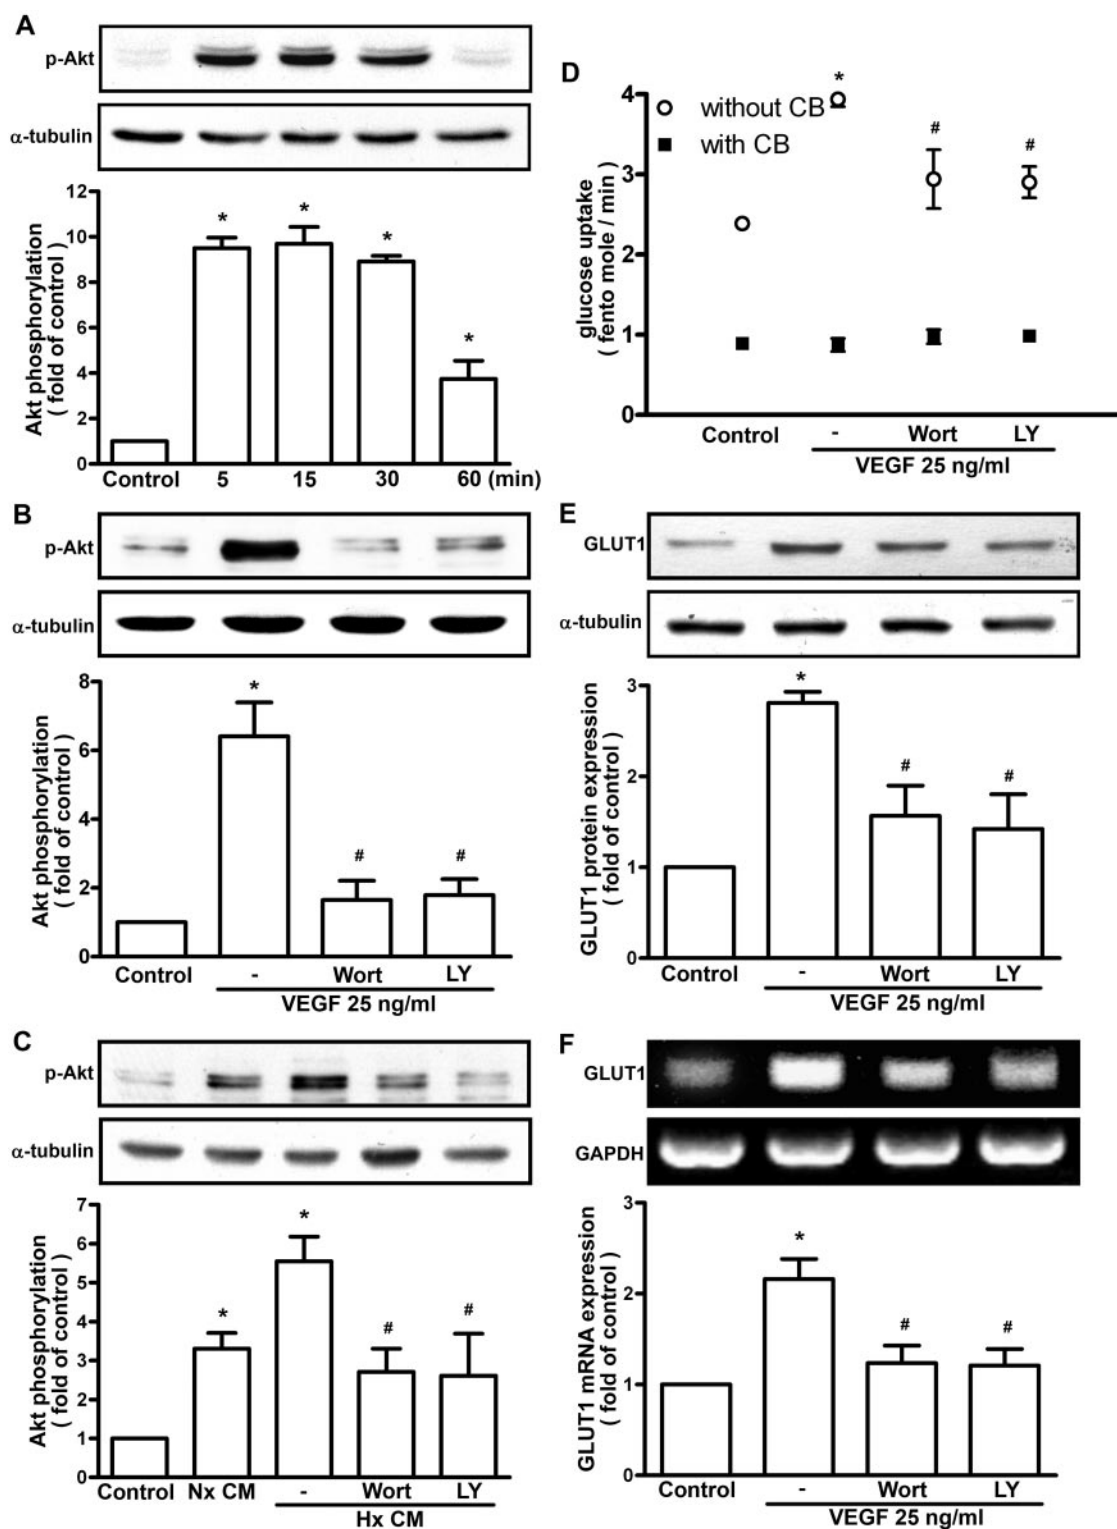 A
p-Akt
α-tubulin
12
10
8
6
4
2
0
Akt phosphorylation
( fold of control )
* * * *
Control 5 15 30 60 (min)
B
p-Akt
α-tubulin
8
6
4
2
0
Akt phosphorylation
( fold of control )
* # #
Control - Wort LY
VEGF 25 ng/ml
C
p-Akt
α-tubulin
7
6
5
4
3
2
1
0
Akt phosphorylation
( fold of control )
* * # #
Control Nx CM - Wort LY
Hx CM
D
4
3
2
1
0
glucose uptake
( fento mole / min )
without CB
with CB
* # #
Control - Wort LY
VEGF 25 ng/ml
E
GLUT1
α-tubulin
3
2
1
0
GLUT1 protein expression
( fold of control )
* # #
Control - Wort LY
VEGF 25 ng/ml
F
GLUT1
GAPDH
3
2
1
0
GLUT1 mRNA expression
( fold of control )
* # #
Control - Wort LY
VEGF 25 ng/ml